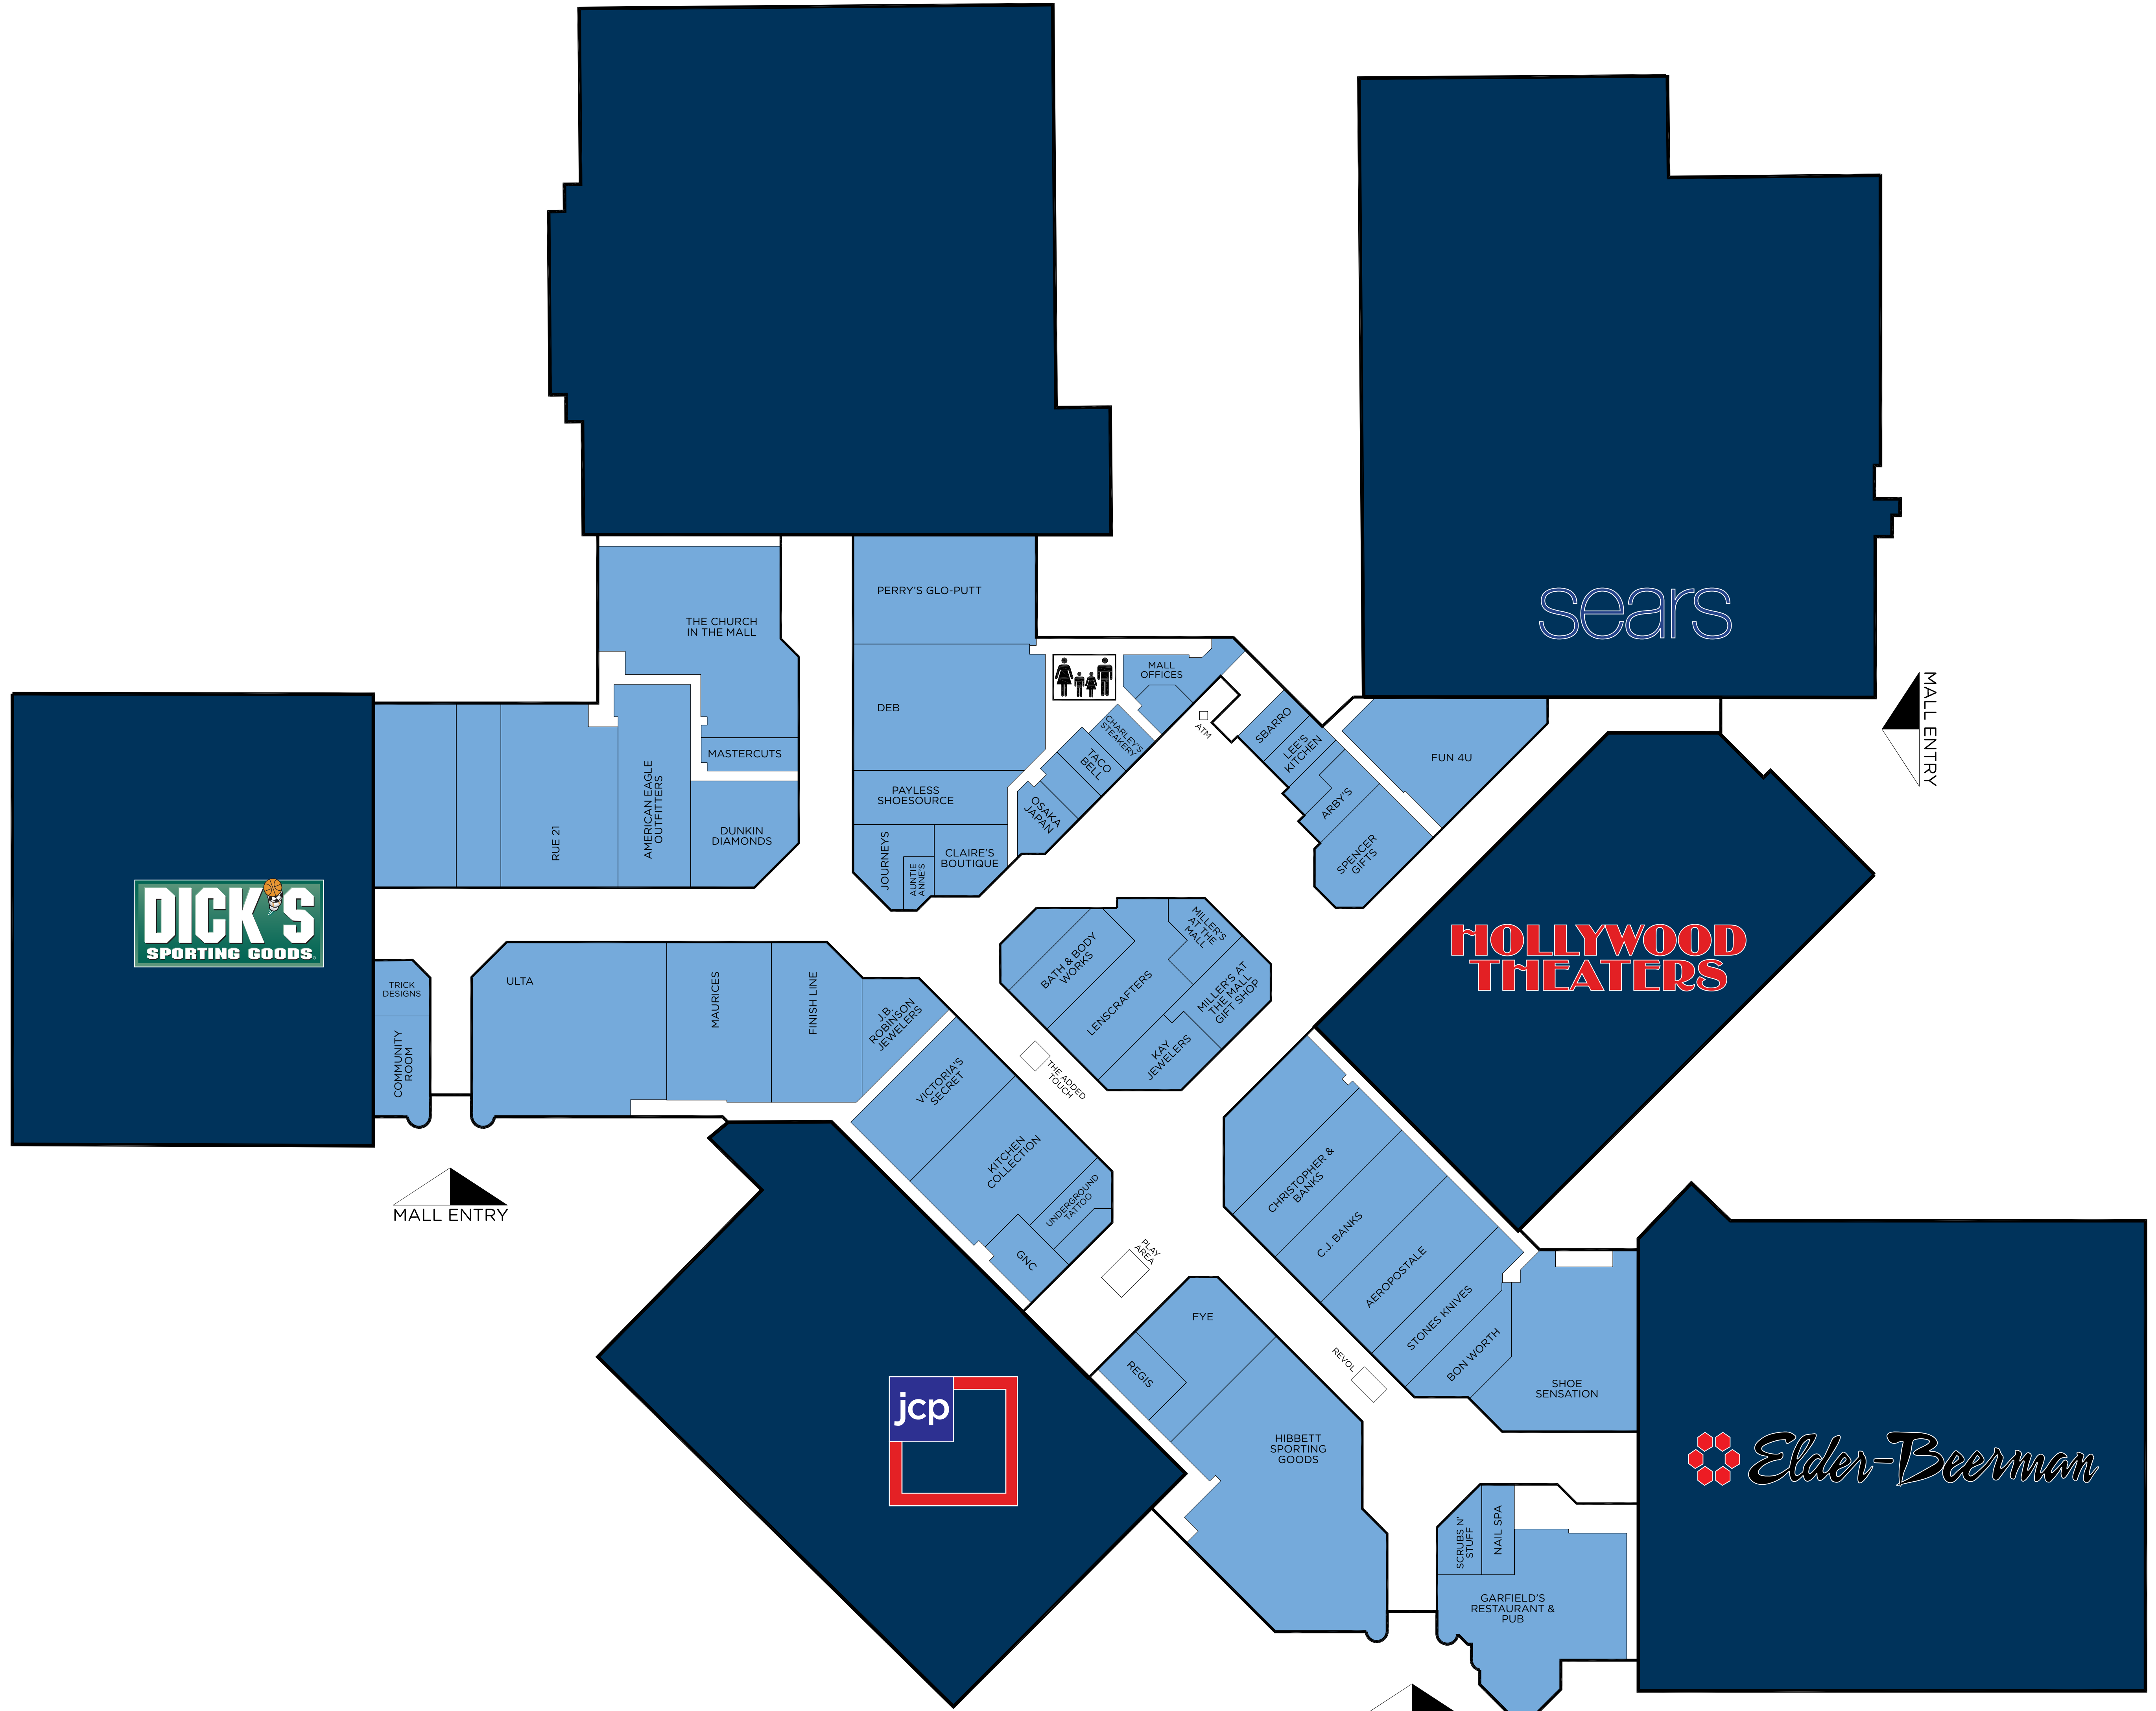 sears
MALL ENTRY
PERRY'S GLO-PUTT
THE CHURCH
IN THE MALL
MALL
OFFICES
DEB
ATM
CHARLEY'S
STEAKERY
SBARRO
LEE'S
KITCHEN
FUN 4U
MASTERCUTS
TACO
BELL
PAYLESS
SHOESOURCE
OSAKA
JAPAN
ARBY'S
AMERICAN EAGLE
OUTFITTERS
RUE 21
DUNKIN
DIAMONDS
JOURNEYS
AUNTIE
ANNE'S
CLAIRE'S
BOUTIQUE
SPENCER
GIFTS
DICK'S
SPORTING GOODS
HOLLYWOOD
THEATERS
MILLER'S
AT THE
MALL
BATH & BODY
WORKS
LENSCRAFTERS
MILLER'S AT
THE MALL
GIFT SHOP
KAY
JEWELERS
TRICK
DESIGNS
COMMUNITY
ROOM
ULTA
MAURICES
FINISH LINE
J.B.
ROBINSON
JEWELERS
THE ADDED
TOUCH
VICTORIA'S
SECRET
KITCHEN
COLLECTION
UNDERGROUND
TATTOO
GNC
MALL ENTRY
PLAY
AREA
CHRISTOPHER &
BANKS
C.J. BANKS
AEROPOSTALE
STONES KNIVES
BON WORTH
SHOE
SENSATION
REVOL
FYE
REGIS
HIBBETT
SPORTING
GOODS
jcp
Elder-Beerman
SCRUBS N'
STUFF
NAIL SPA
GARFIELD'S
RESTAURANT &
PUB